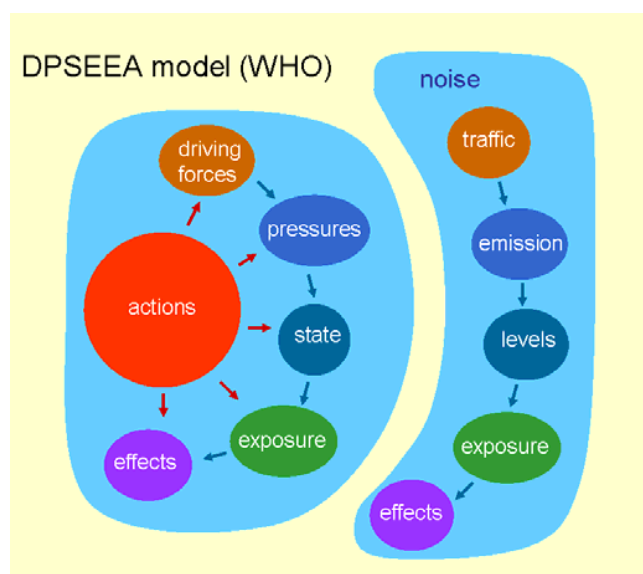 DPSEEA model (WHO)
driving
forces
pressures
actions
state
exposure
effects
noise
traffic
emission
levels
exposure
effects